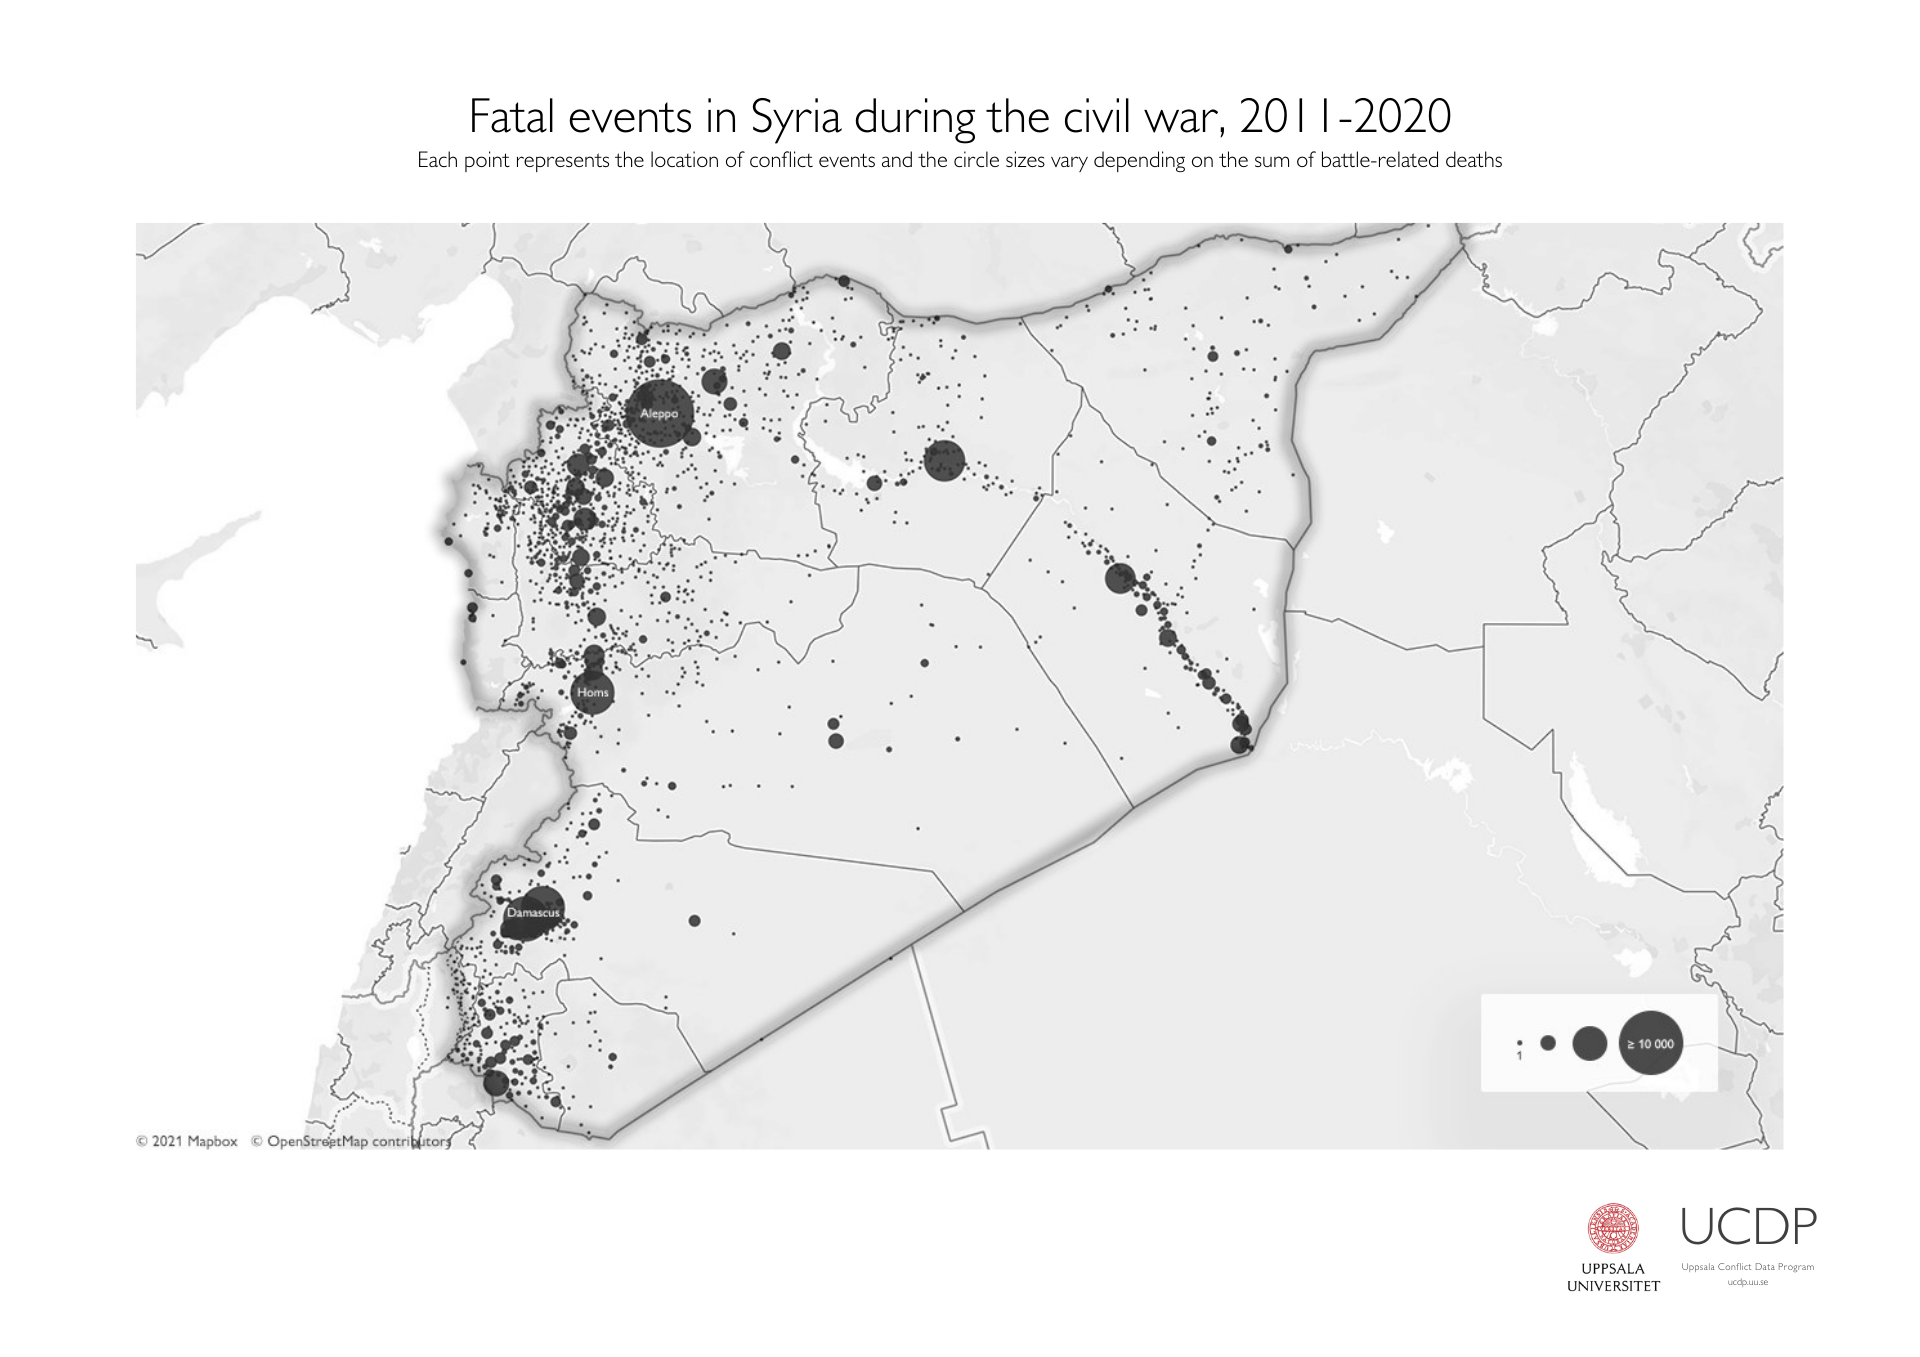 Fatal events in Syria during the civil war, 2011-2020
Each point represents the location of conflict events and the circle sizes vary depending on the sum of battle-related deaths
Aleppo
Homs
Damascus
≥ 10 000
1
© 2021 Mapbox © OpenStreetMap contributors
UPPSALA
UNIVERSITET
UCDP
Uppsala Conflict Data Program
ucdp.uu.se